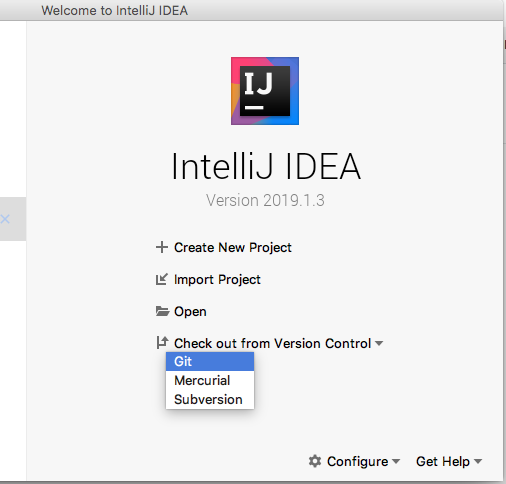 Welcome to IntelliJ IDEA
IJ
IntelliJ IDEA
Version 2019.1.3
Create New Project
Import Project
Open
Check out from Version Control
Git
Mercurial
Subversion
Configure Get Help